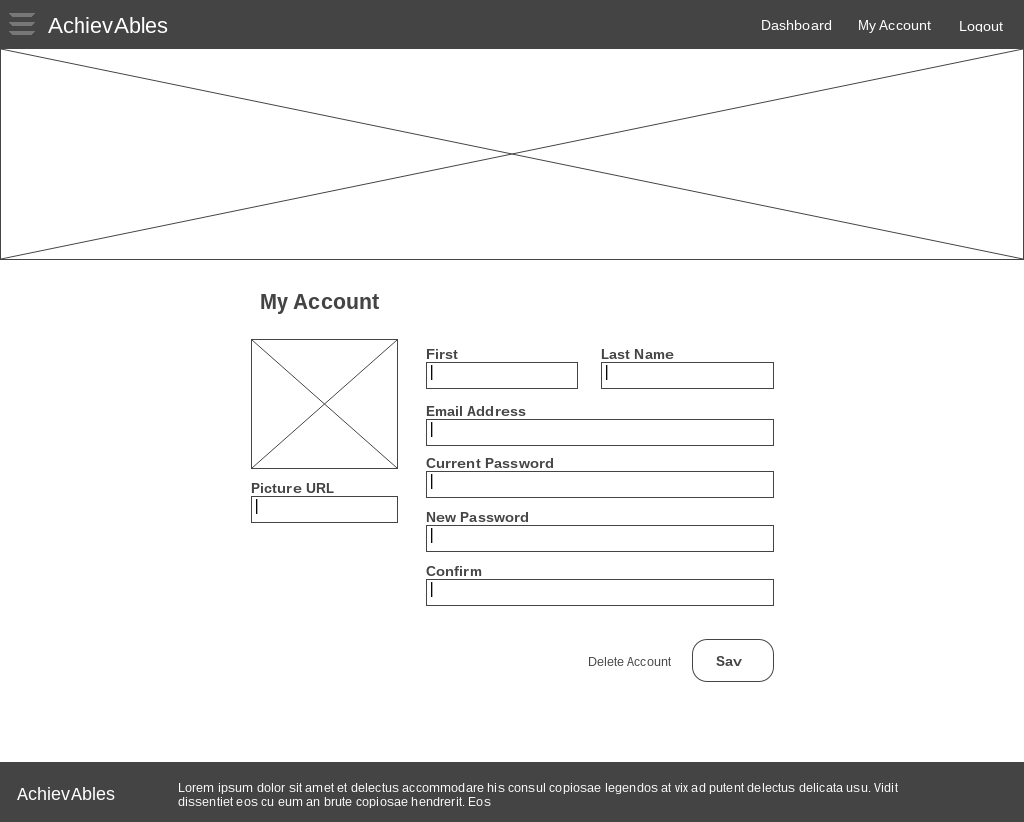 AchievAbles
Dashboard
My Account
Logout
My Account
First
Last Name
Email Address
Current Password
Picture URL
New Password
Confirm
Delete Account
Sav
AchievAbles
Lorem ipsum dolor sit amet et delectus accommodare his consul copiosae legendos at vix ad putent delectus delicata usu. Vidit
dissentiet eos cu eum an brute copiosae hendrerit. Eos